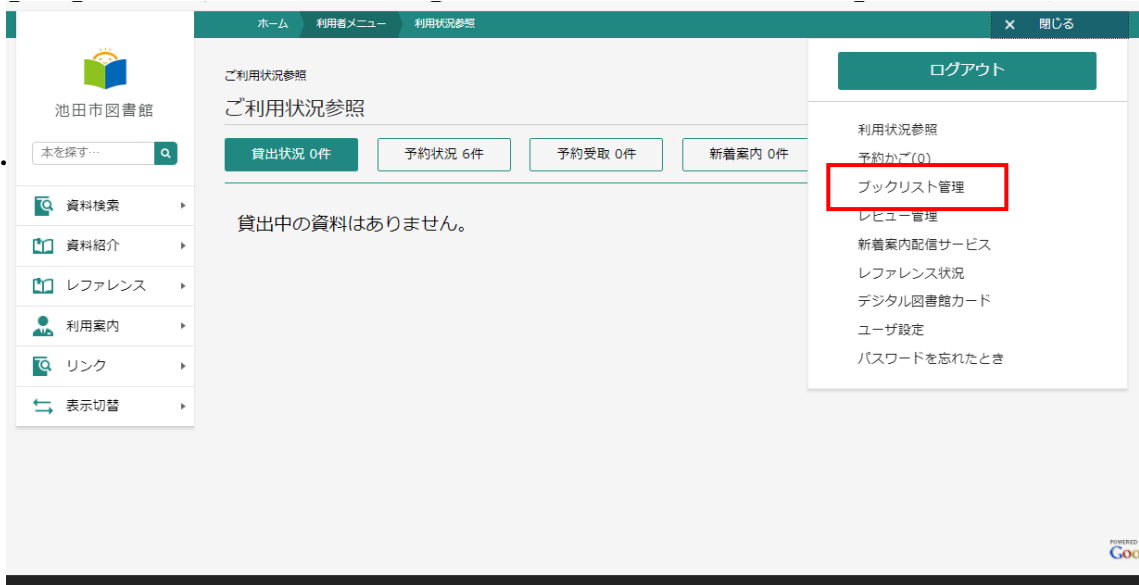 ホーム 利用者メニュー 利用状況参照
× 閉じる
池田市図書館
本を探す…
資料検索
資料紹介
レファレンス
利用案内
リンク
表示切替
ご利用状況参照
ご利用状況参照
貸出状況 0件 予約状況 6件 予約受取 0件 新着案内 0件
貸出中の資料はありません。
ログアウト
利用状況参照
予約かご(0)
ブックリスト管理
レビュー管理
新着案内配信サービス
レファレンス状況
デジタル図書館カード
ユーザ設定
パスワードを忘れたとき
POWERED
Goo